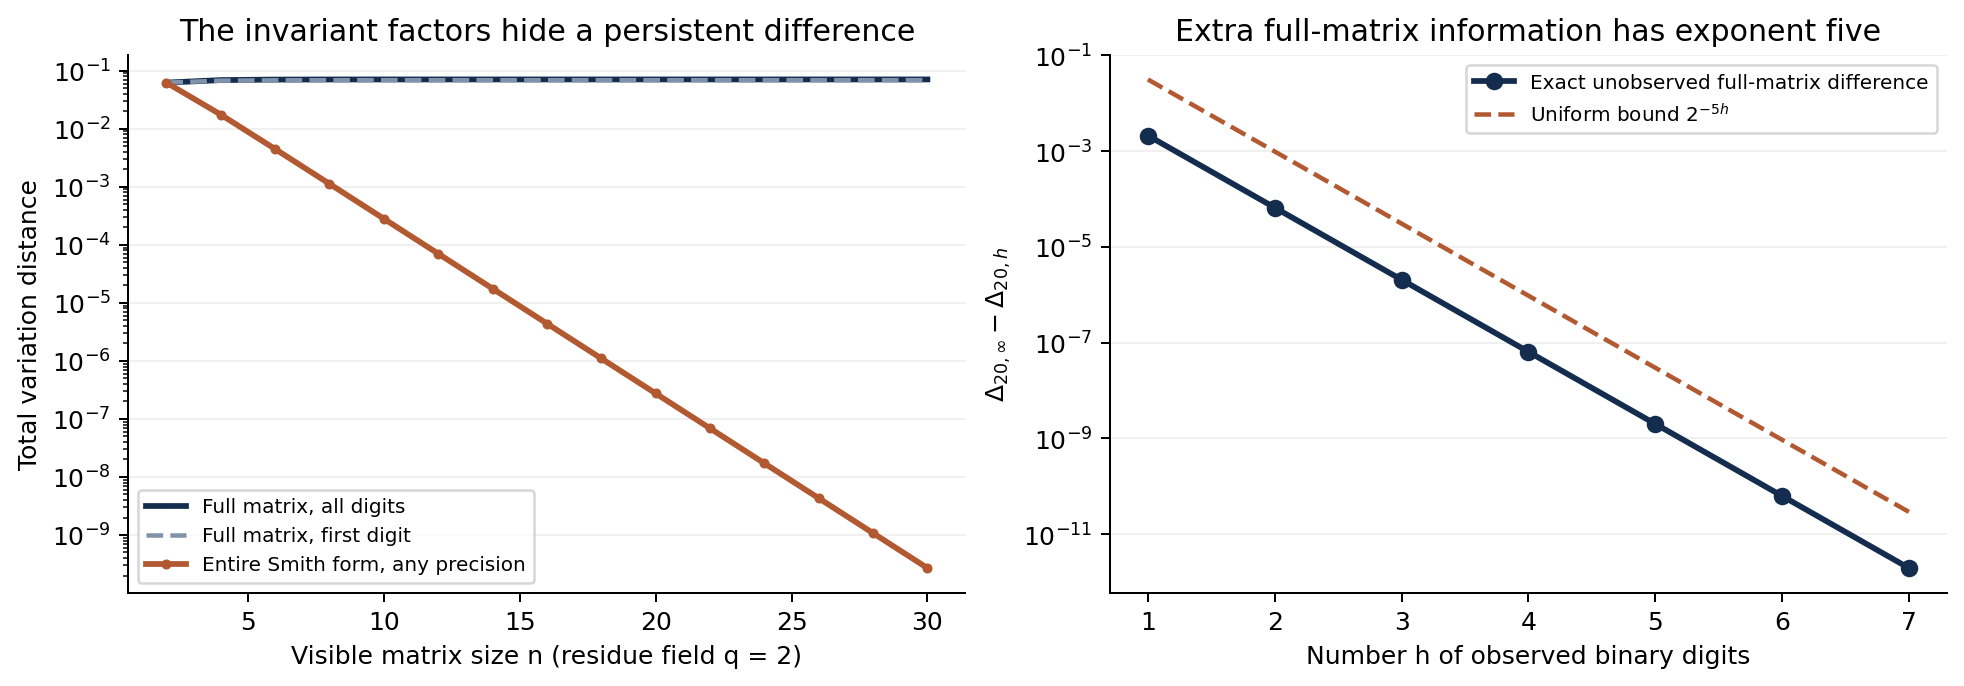 The invariant factors hide a persistent difference
Total variation distance
10⁻¹
10⁻²
10⁻³
10⁻⁴
10⁻⁵
10⁻⁶
10⁻⁷
10⁻⁸
10⁻⁹
Full matrix, all digits
Full matrix, first digit
Entire Smith form, any precision
5 10 15 20 25 30
Visible matrix size n (residue field q = 2)
Extra full-matrix information has exponent five
Δ₂₀,∞ − Δ₂₀,ₕ
10⁻¹
10⁻³
10⁻⁵
10⁻⁷
10⁻⁹
10⁻¹¹
Exact unobserved full-matrix difference
Uniform bound 2⁻⁵ʰ
1 2 3 4 5 6 7
Number h of observed binary digits